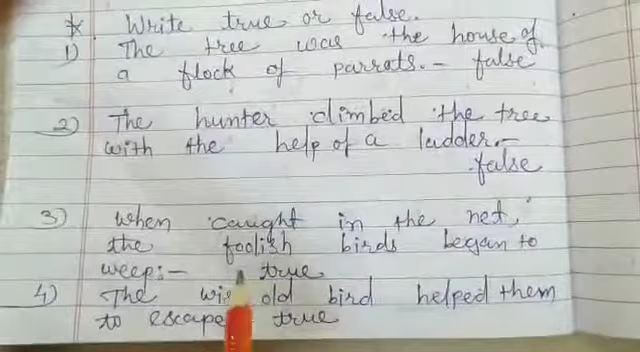 * Write true or false.
1) The tree was the house of
a flock of parrots. - false
2) The hunter climbed the tree
with the help of a ladder. -
false
3) when caught in the net,
the foolish birds began to
weep :- true
4) The old bird helped them
to escape true